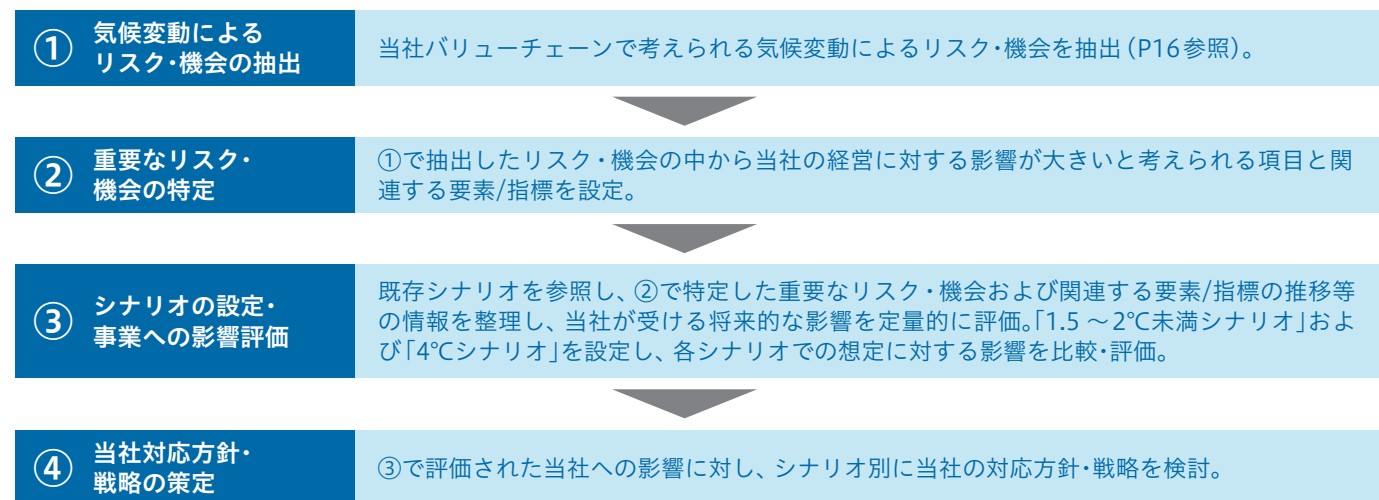 ① 気候変動による
リスク・機会の抽出
当社バリューチェーンで考えられる気候変動によるリスク・機会を抽出(P16参照)。
② 重要なリスク・
機会の特定
①で抽出したリスク・機会の中から当社の経営に対する影響が大きいと考えられる項目と関
連する要素/指標を設定。
③ シナリオの設定・
事業への影響評価
既存シナリオを参照し、②で特定した重要なリスク・機会および関連する要素/指標の推移等
の情報を整理し、当社が受ける将来的な影響を定量的に評価。「1.5 ～2℃未満シナリオ」およ
び「4℃シナリオ」を設定し、各シナリオでの想定に対する影響を比較・評価。
④ 当社対応方針・
戦略の策定
③で評価された当社への影響に対し、シナリオ別に当社の対応方針・戦略を検討。